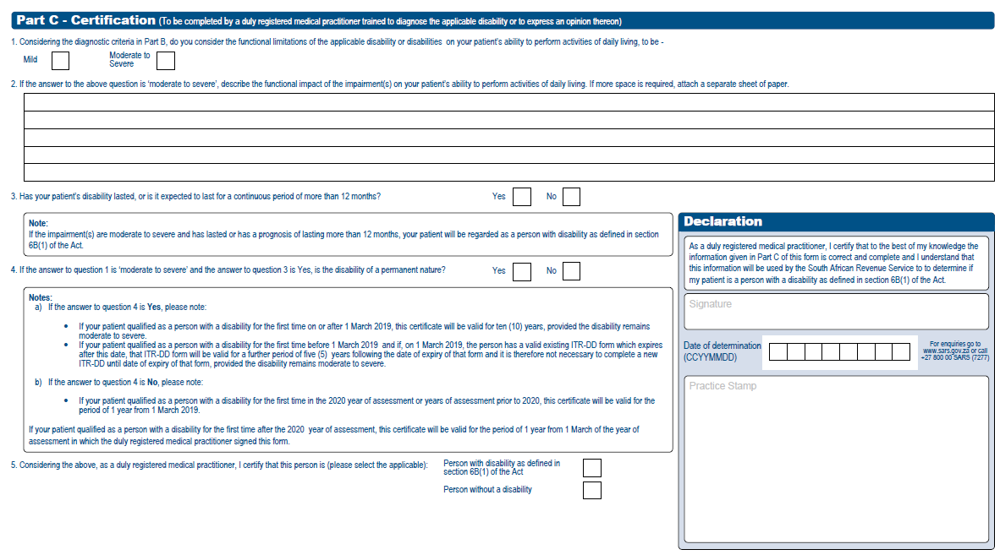 Part C - Certification (To be completed by a duly registered medical practitioner trained to diagnose the applicable disability or to express an opinion thereon)
1. Considering the diagnostic criteria in Part B, do you consider the functional limitations of the applicable disability or disabilities on your patient's ability to perform activities of daily living, to be -
Mild
Moderate to
Severe
2. If the answer to the above question is 'moderate to severe', describe the functional impact of the impairment(s) on your patient's ability to perform activities of daily living. If more space is required, attach a separate sheet of paper.
3. Has your patient's disability lasted, or is it expected to last for a continuous period of more than 12 months?
Yes
No
Note:
If the impairment(s) are moderate to severe and has lasted or has a prognosis of lasting more than 12 months, your patient will be regarded as a person with disability as defined in section
6B(1) of the Act.
4. If the answer to question 1 is 'moderate to severe' and the answer to question 3 is Yes, is the disability of a permanent nature?
Yes
No
Notes:
a) If the answer to question 4 is Yes, please note:
• If your patient qualified as a person with a disability for the first time on or after 1 March 2019, this certificate will be valid for ten (10) years, provided the disability remains
moderate to severe.
• If your patient qualified as a person with a disability for the first time before 1 March 2019 and if, on 1 March 2019, the person has a valid existing ITR-DD form which expires
after this date, that ITR-DD form will be valid for a further period of five (5) years following the date of expiry of that form and it is therefore not necessary to complete a new
ITR-DD until date of expiry of that form, provided the disability remains moderate to severe.
b) If the answer to question 4 is No, please note:
• If your patient qualified as a person with a disability for the first time in the 2020 year of assessment or years of assessment prior to 2020, this certificate will be valid for the
period of 1 year from 1 March 2019.
If your patient qualified as a person with a disability for the first time after the 2020 year of assessment, this certificate will be valid for the period of 1 year from 1 March of the year of
assessment in which the duly registered medical practitioner signed this form.
5. Considering the above, as a duly registered medical practitioner, I certify that this person is (please select the applicable):
Person with disability as defined in
section 6B(1) of the Act
Person without a disability
Declaration
As a duly registered medical practitioner, I certify that to the best of my knowledge the
information given in Part C of this form is correct and complete and I understand that
this information will be used by the South African Revenue Service to to determine if
my patient is a person with a disability as defined in section 6B(1) of the Act.
Signature
Date of determination
(CCYYMMDD)
For enquiries go to
www.sars.gov.za or call
+27 800 00 SARS (7277)
Practice Stamp